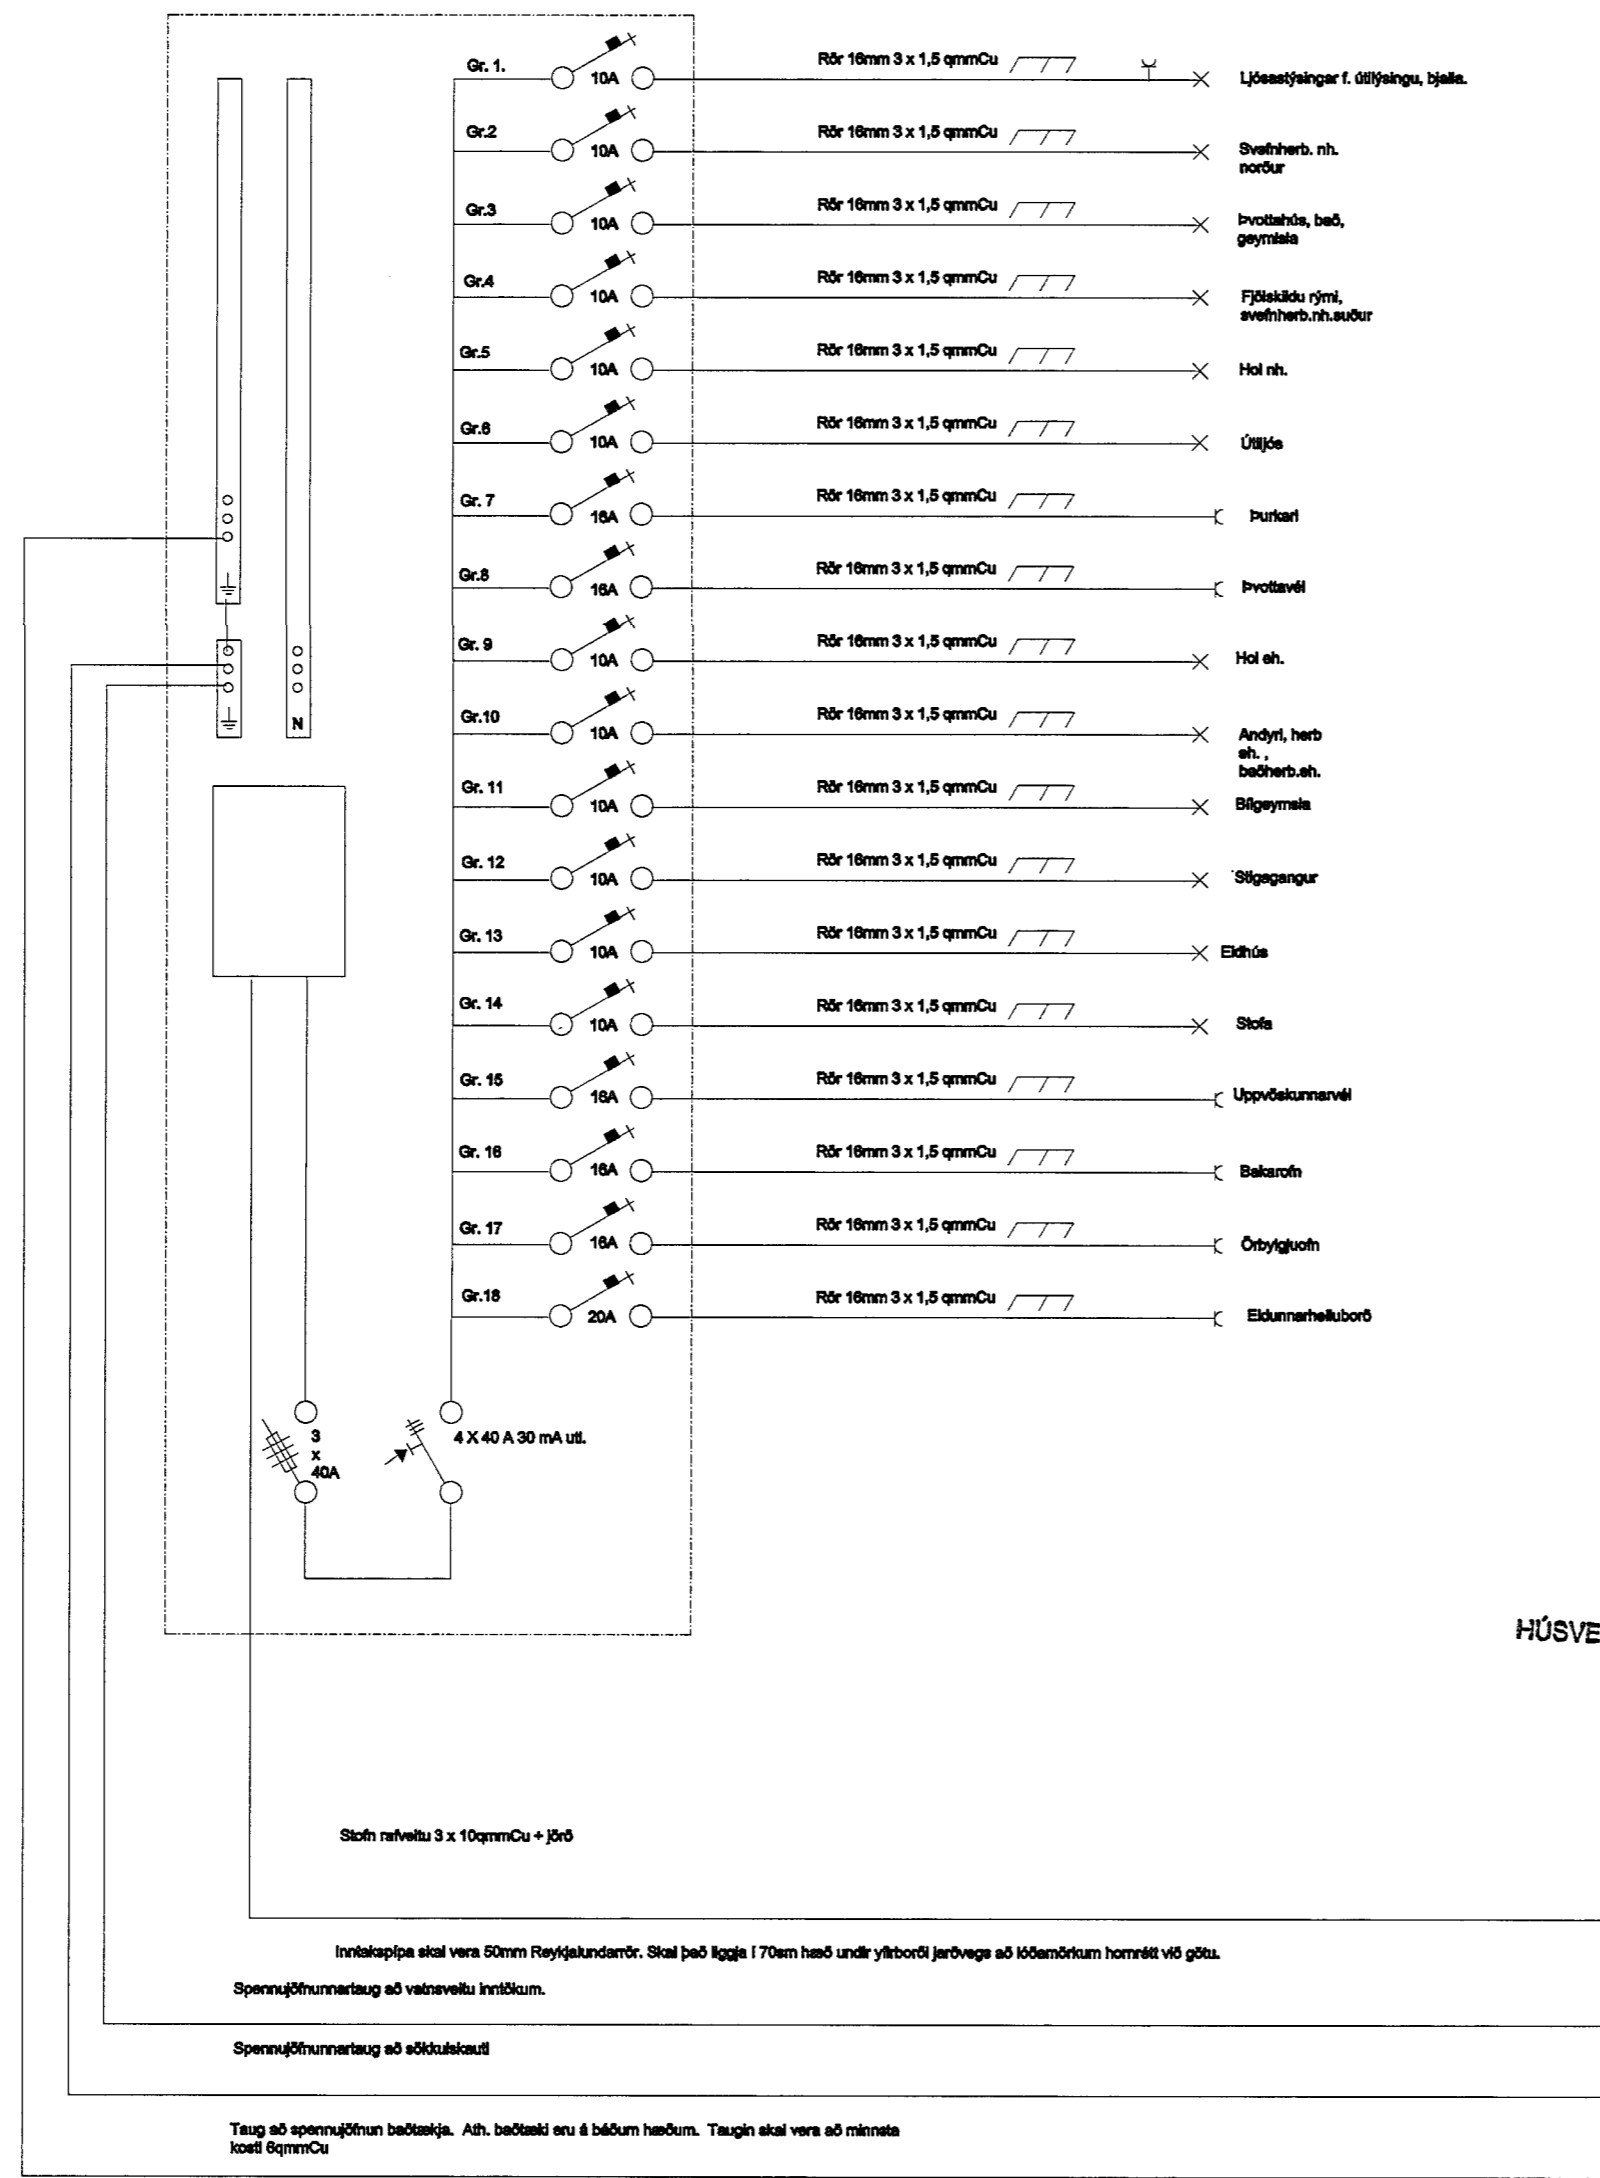 Gr. 1.
10A
Rör 16mm 3 x 1,5 qmmCu
Ljósastýsingar f. útilýsingu, bjalla.
Gr.2
10A
Rör 16mm 3 x 1,5 qmmCu
Svefnherb. nh.
norður
Gr.3
10A
Rör 16mm 3 x 1,5 qmmCu
Þvottahús, bað,
geymlsla
Gr.4
10A
Rör 16mm 3 x 1,5 qmmCu
Fjölskildu rými,
svefnherb.nh.suður
Gr.5
10A
Rör 16mm 3 x 1,5 qmmCu
Hol nh.
Gr.6
10A
Rör 16mm 3 x 1,5 qmmCu
Útiljós
Gr. 7
16A
Rör 16mm 3 x 1,5 qmmCu
Þurkari
Gr.8
16A
Rör 16mm 3 x 1,5 qmmCu
Þvottavél
Gr. 9
10A
Rör 16mm 3 x 1,5 qmmCu
Hol eh.
Gr.10
10A
Rör 16mm 3 x 1,5 qmmCu
Andyri, herb
eh. ,
baðherb.eh.
N
Gr. 11
10A
Rör 16mm 3 x 1,5 qmmCu
Bílgeymsla
Gr. 12
10A
Rör 16mm 3 x 1,5 qmmCu
Stigagangur
Gr. 13
10A
Rör 16mm 3 x 1,5 qmmCu
Eldhús
Gr. 14
10A
Rör 16mm 3 x 1,5 qmmCu
Stofa
Gr. 15
16A
Rör 16mm 3 x 1,5 qmmCu
Uppvöskunnarvél
Gr. 16
16A
Rör 16mm 3 x 1,5 qmmCu
Bakarofn
Gr. 17
16A
Rör 16mm 3 x 1,5 qmmCu
Örbylgjuofn
Gr.18
20A
Rör 16mm 3 x 1,5 qmmCu
Eldunnarhelluborð
3
x
40A
4 X 40 A 30 mA utl.
HÚSVE
Stofn rafveitu 3 x 10qmmCu + jörð
Inntakspípa skal vera 50mm Reykjalundarrör. Skal það liggja í 70sm hæð undir yfirborði jarðvegs að lóðamörkum hornrétt við götu.
Spennujöfnunnartaug að vatnsveitu inntökum.
Spennujöfnunnartaug að sökkulskauti
Taug að spennujöfnun baðtækja. Ath. baðtæki eru á báðum hæðum. Taugin skal vera að minnsta
kosti 6qmmCu